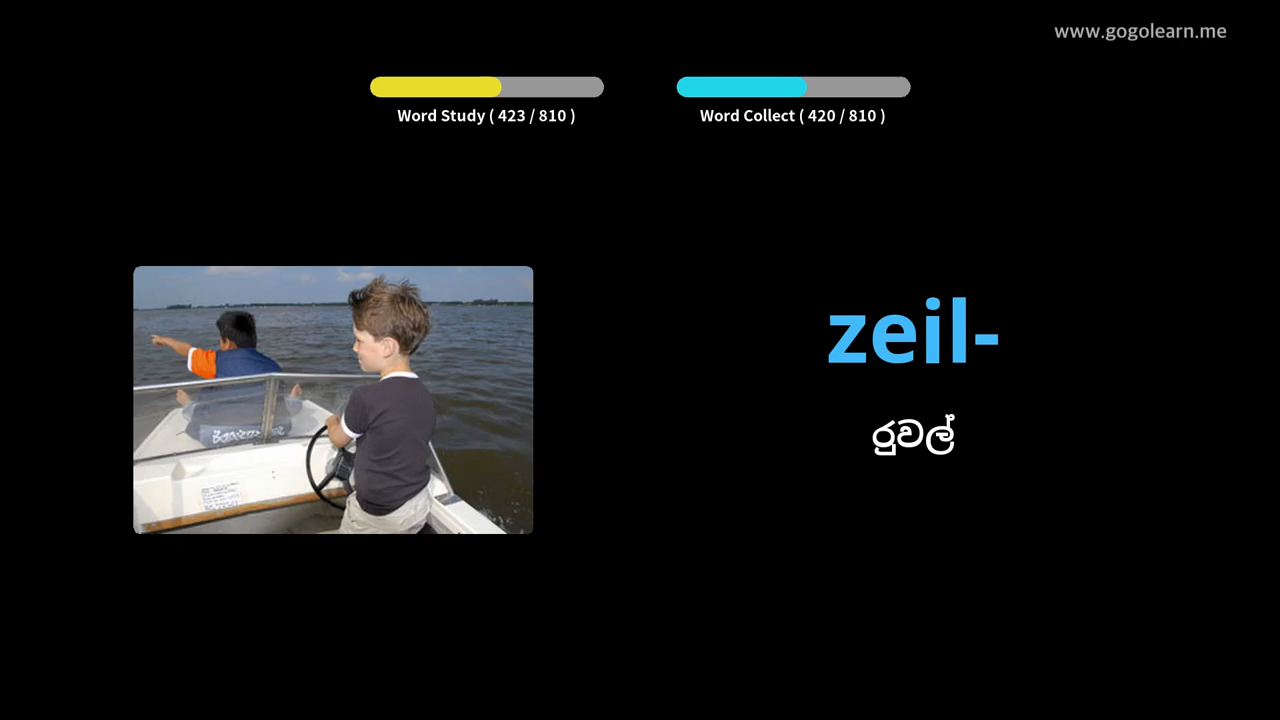 www.gogolearn.me
Word Study ( 423 / 810 )
Word Collect ( 420 / 810 )
zeil-
රුවල්